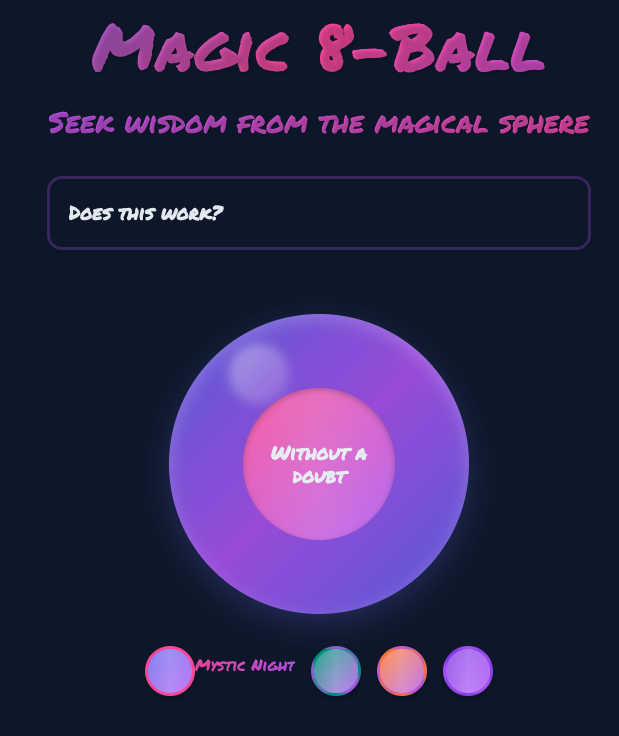 Magic 8-Ball
Seek wisdom from the magical sphere
Does this work?
Without a
doubt
Mystic Night